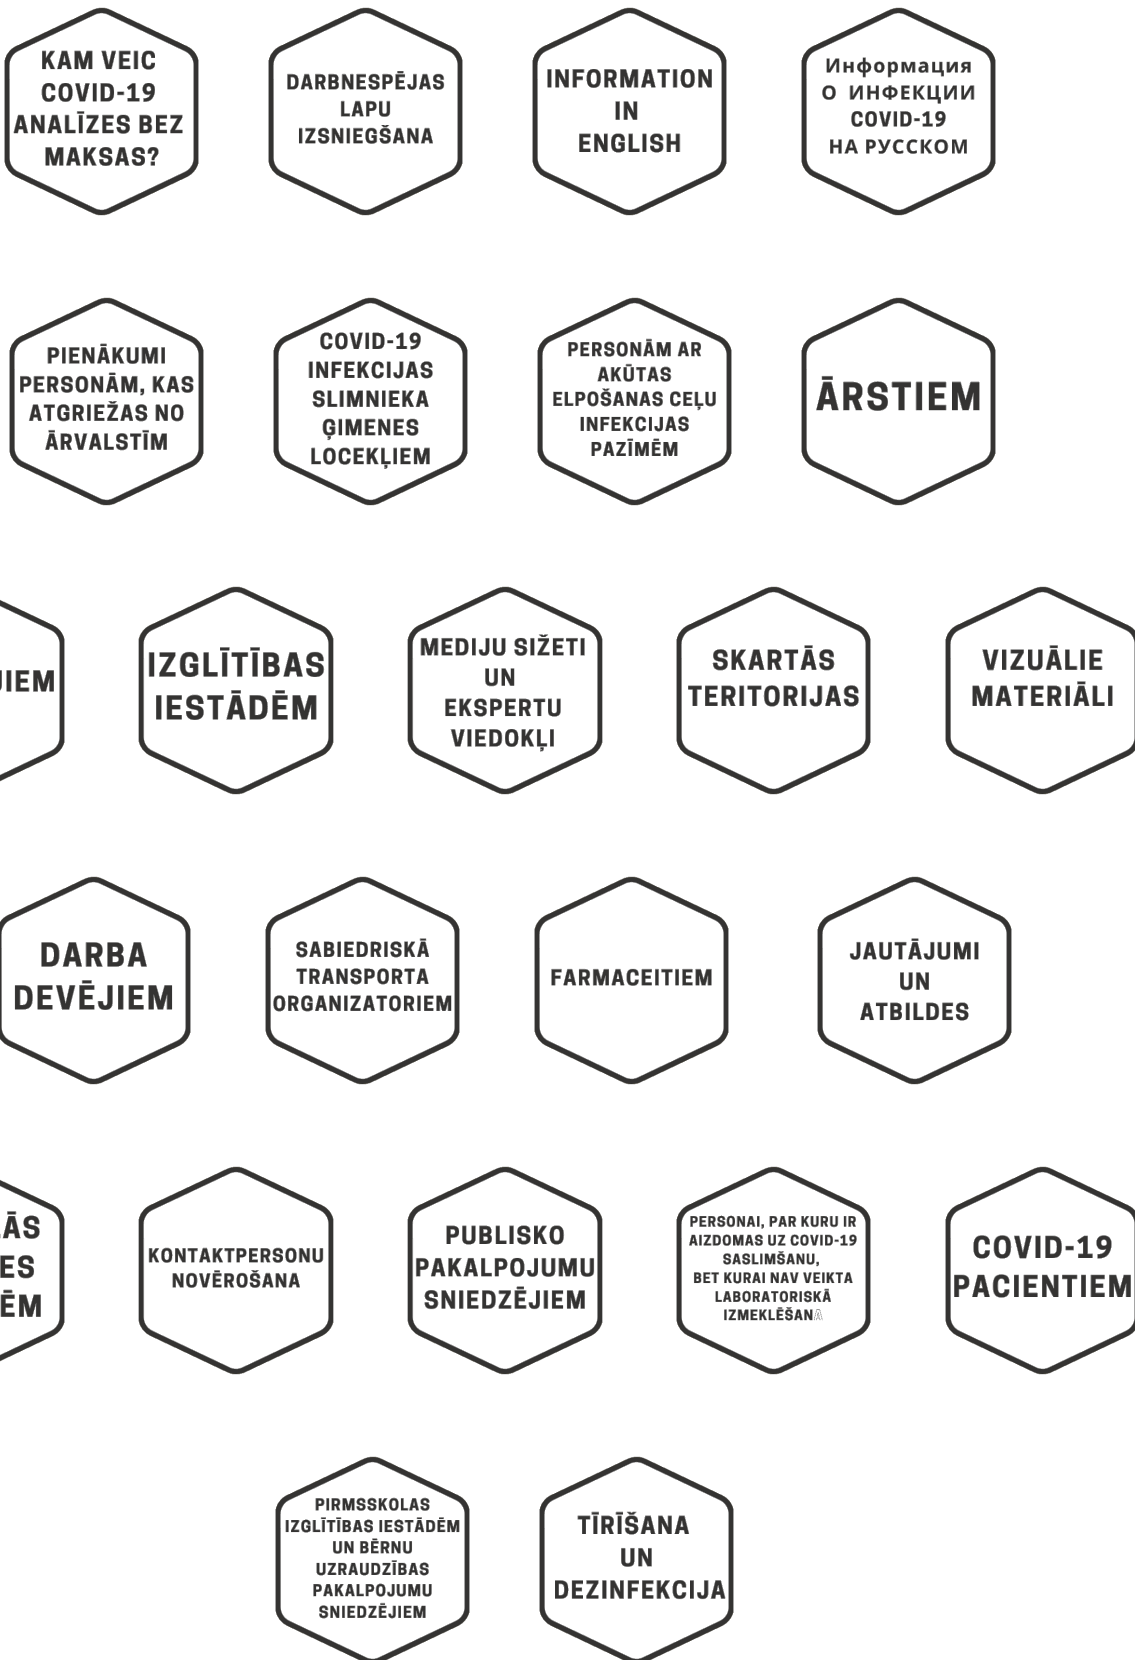 KAM VEIC
COVID-19
ANALĪZES BEZ
MAKSAS?
DARBNESPĒJAS
LAPU
IZSNIEGŠANA
INFORMATION
IN
ENGLISH
Информация
О ИНФЕКЦИИ
COVID-19
НА РУССКОМ
PIENĀKUMI
PERSONĀM, KAS
ATGRIEŽAS NO
ĀRVALSTĪM
COVID-19
INFEKCIJAS
SLIMNIEKA
ĢIMENES
LOCEKĻIEM
PERSONĀM AR
AKŪTAS
ELPOŠANAS CEĻU
INFEKCIJAS
PAZĪMĒM
ĀRSTIEM
JIEM
IZGLĪTĪBAS
IESTĀDĒM
MEDIJU SIŽETI
UN
EKSPERTU
VIEDOKĻI
SKARTĀS
TERITORIJAS
VIZUĀLIE
MATERIĀLI
DARBA
DEVĒJIEM
SABIEDRISKĀ
TRANSPORTA
ORGANIZATORIEM
FARMACEITIEM
JAUTĀJUMI
UN
ATBILDES
ĀS
ES
ĒM
KONTAKTPERSONU
NOVĒROŠANA
PUBLISKO
PAKALPOJUMU
SNIEDZĒJIEM
PERSONAI, PAR KURU IR
AIZDOMAS UZ COVID-19
SASLIMŠANU,
BET KURAI NAV VEIKTA
LABORATORISKĀ
IZMEKLĒŠANA
COVID-19
PACIENTIEM
PIRMSSKOLAS
IZGLĪTĪBAS IESTĀDĒM
UN BĒRNU
UZRAUDZĪBAS
PAKALPOJUMU
SNIEDZĒJIEM
TĪRĪŠANA
UN
DEZINFEKCIJA